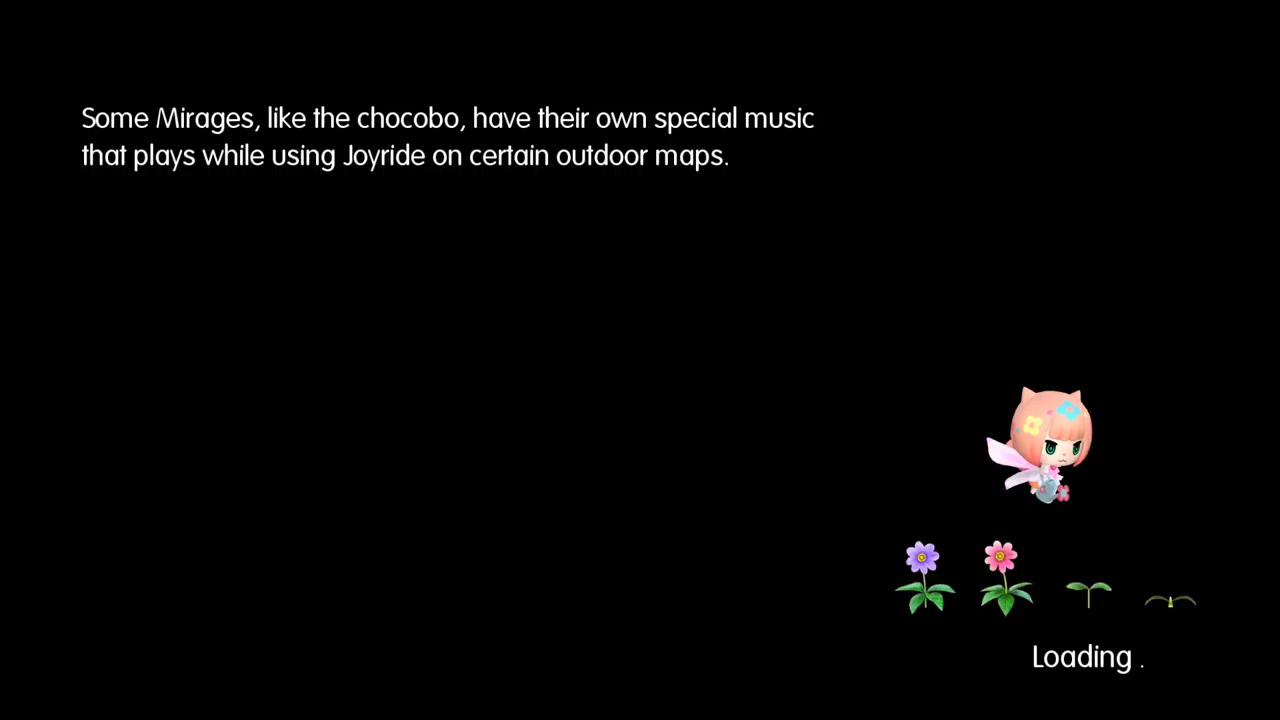 Some Mirages, like the chocobo, have their own special music
that plays while using Joyride on certain outdoor maps.
Loading .